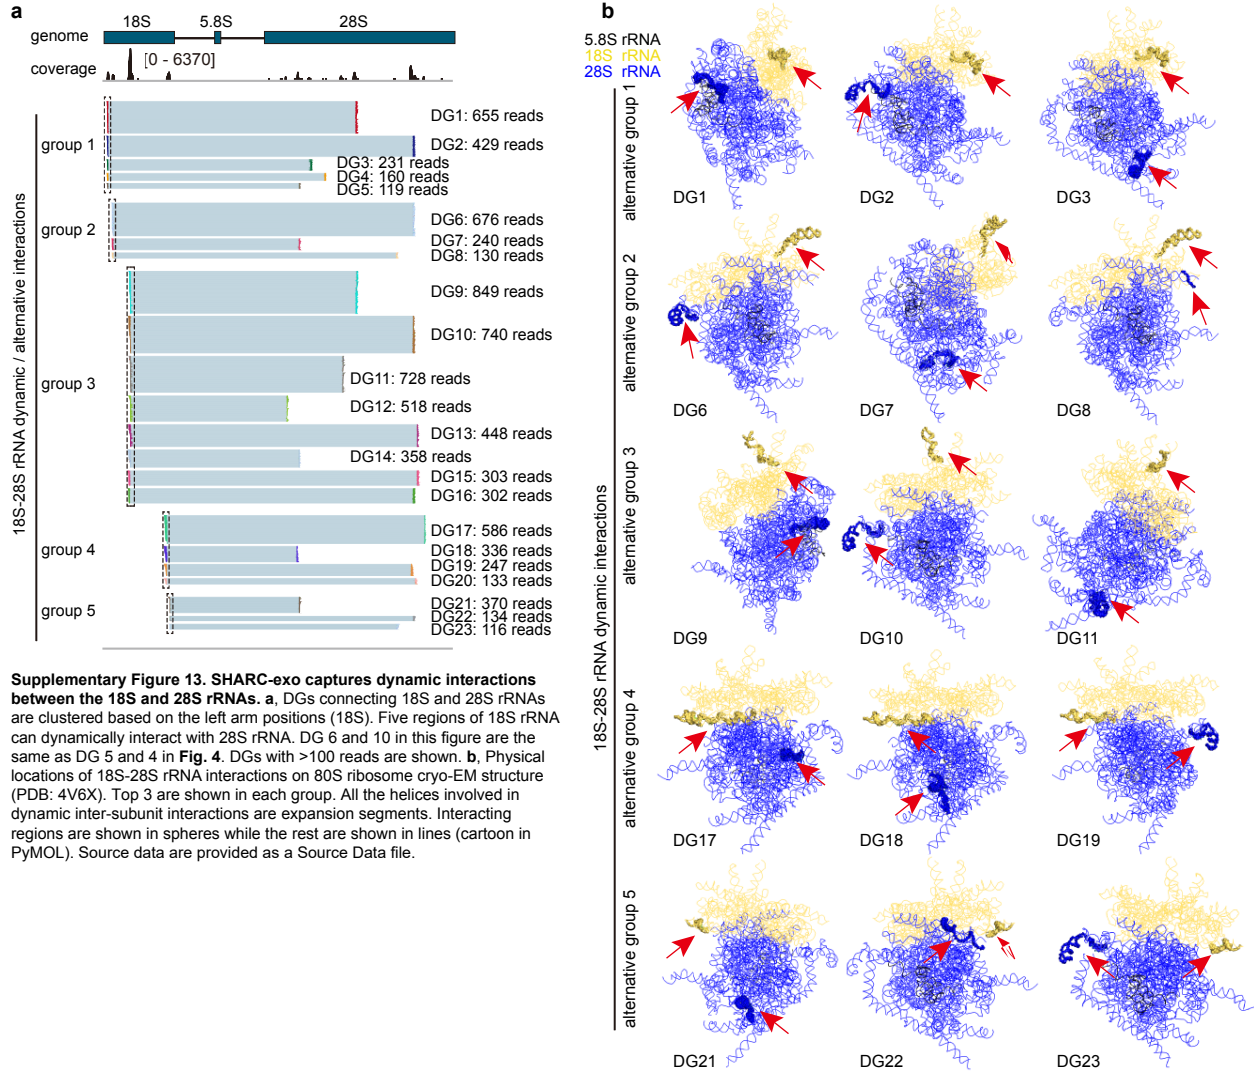 a
18S
5.8S
28S
genome
coverage
[0 - 6370]
18S-28S rRNA dynamic / alternative interactions
group 1
DG1: 655 reads
DG2: 429 reads
DG3: 231 reads
DG4: 160 reads
DG5: 119 reads
group 2
DG6: 676 reads
DG7: 240 reads
DG8: 130 reads
group 3
DG9: 849 reads
DG10: 740 reads
DG11: 728 reads
DG12: 518 reads
DG13: 448 reads
DG14: 358 reads
DG15: 303 reads
DG16: 302 reads
group 4
DG17: 586 reads
DG18: 336 reads
DG19: 247 reads
DG20: 133 reads
group 5
DG21: 370 reads
DG22: 134 reads
DG23: 116 reads
Supplementary Figure 13. SHARC-exo captures dynamic interactions
between the 18S and 28S rRNAs. a, DGs connecting 18S and 28S rRNAs
are clustered based on the left arm positions (18S). Five regions of 18S rRNA
can dynamically interact with 28S rRNA. DG 6 and 10 in this figure are the
same as DG 5 and 4 in Fig. 4. DGs with >100 reads are shown. b, Physical
locations of 18S-28S rRNA interactions on 80S ribosome cryo-EM structure
(PDB: 4V6X). Top 3 are shown in each group. All the helices involved in
dynamic inter-subunit interactions are expansion segments. Interacting
regions are shown in spheres while the rest are shown in lines (cartoon in
PyMOL). Source data are provided as a Source Data file.
b
5.8S rRNA
18S rRNA
28S rRNA
18S-28S rRNA dynamic interactions
alternative group 1
DG1
DG2
DG3
alternative group 2
DG6
DG7
DG8
alternative group 3
DG9
DG10
DG11
alternative group 4
DG17
DG18
DG19
alternative group 5
DG21
DG22
DG23